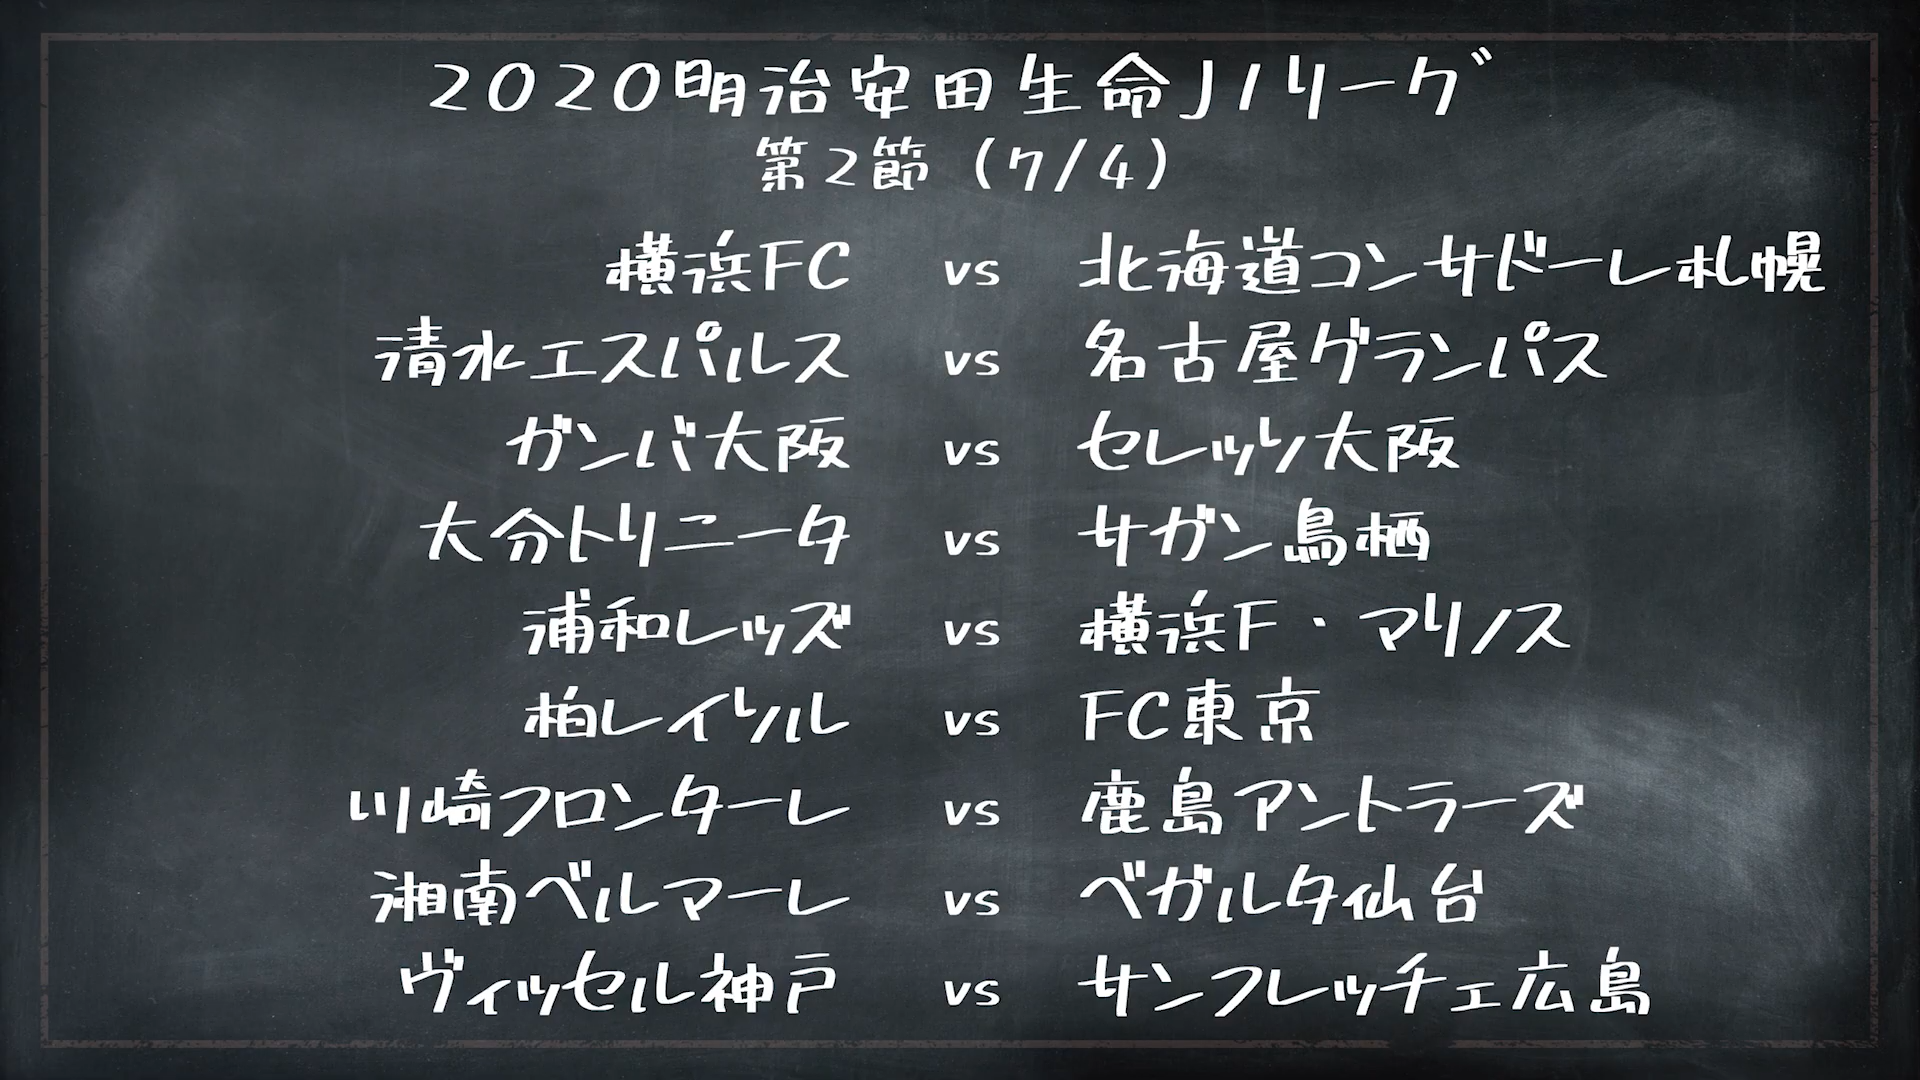 2020明治安田生命J1リーグ
第2節（7/4）
横浜FC vs 北海道コンサドーレ札幌
清水エスパルス vs 名古屋グランパス
ガンバ大阪 vs セレッソ大阪
大分トリニータ vs サガン鳥栖
浦和レッズ vs 横浜F・マリノス
柏レイソル vs FC東京
川崎フロンターレ vs 鹿島アントラーズ
湘南ベルマーレ vs ベガルタ仙台
ヴィッセル神戸 vs サンフレッチェ広島